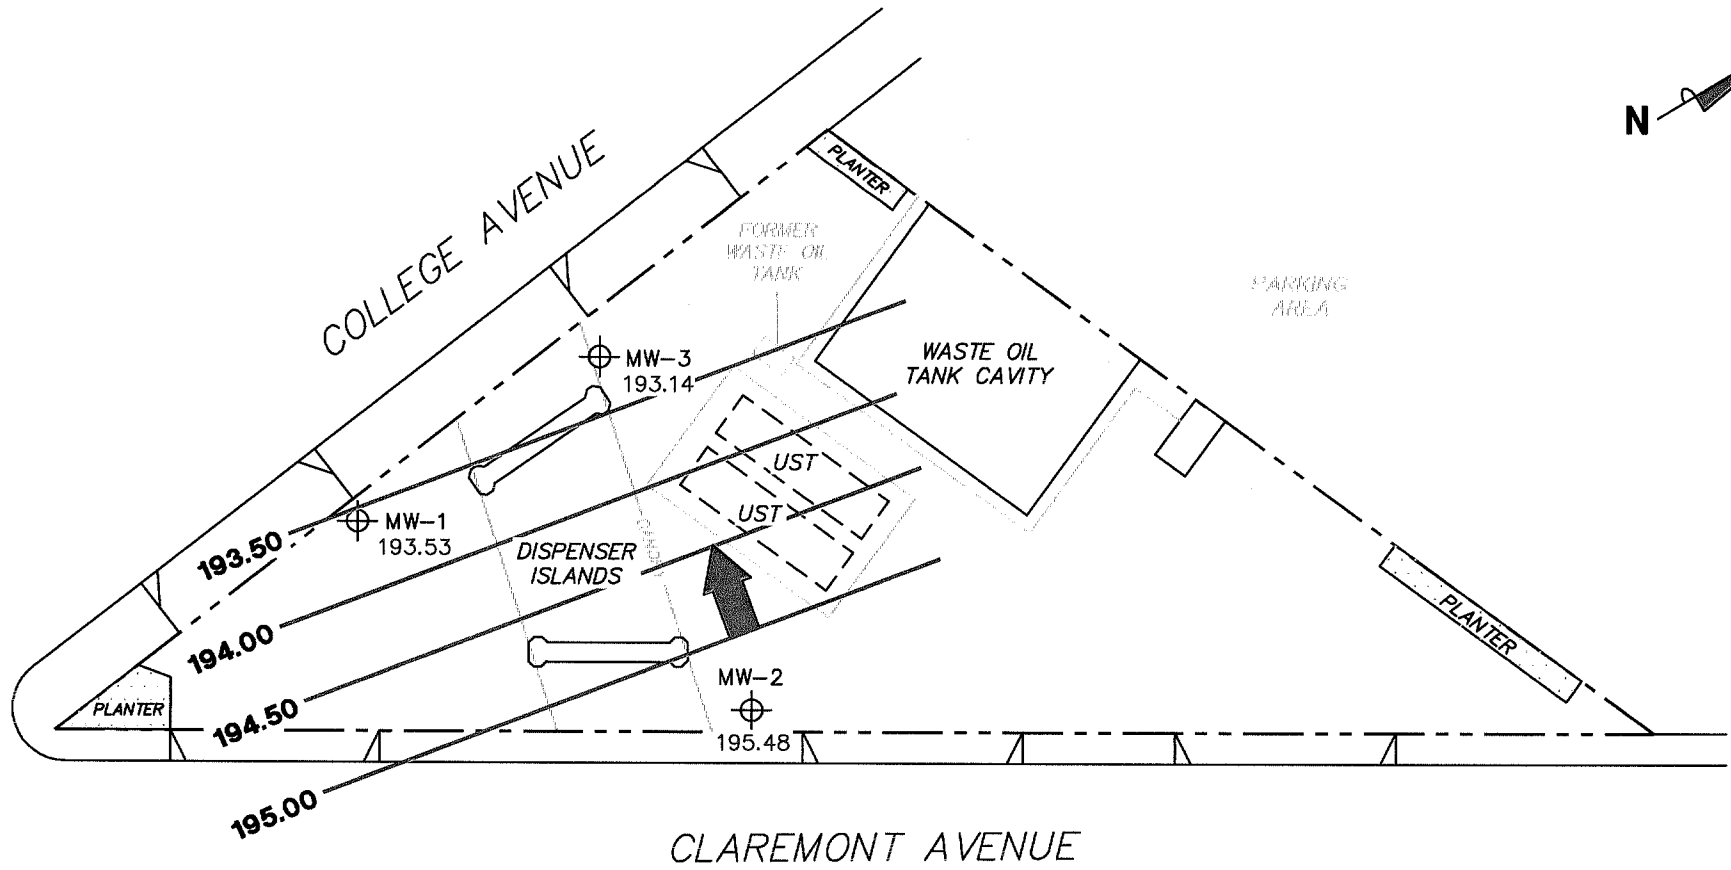 N
COLLEGE AVENUE
PLANTER
FORMER
WASTE OIL
TANK
PARKING
AREA
MW-3
193.14
WASTE OIL
TANK CAVITY
UST
UST
MW-1
193.53
193.50
DISPENSER
ISLANDS
194.00
194.50
195.00
PLANTER
MW-2
195.48
PLANTER
CLAREMONT AVENUE